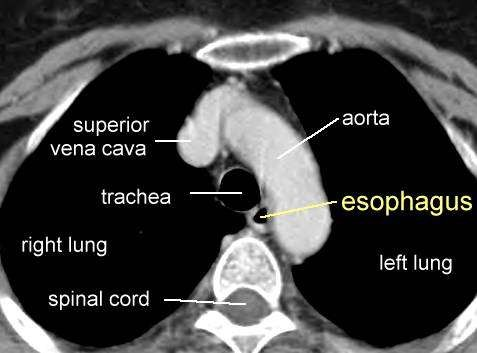 superior
vena cava
aorta
trachea
esophagus
right lung
left lung
spinal cord